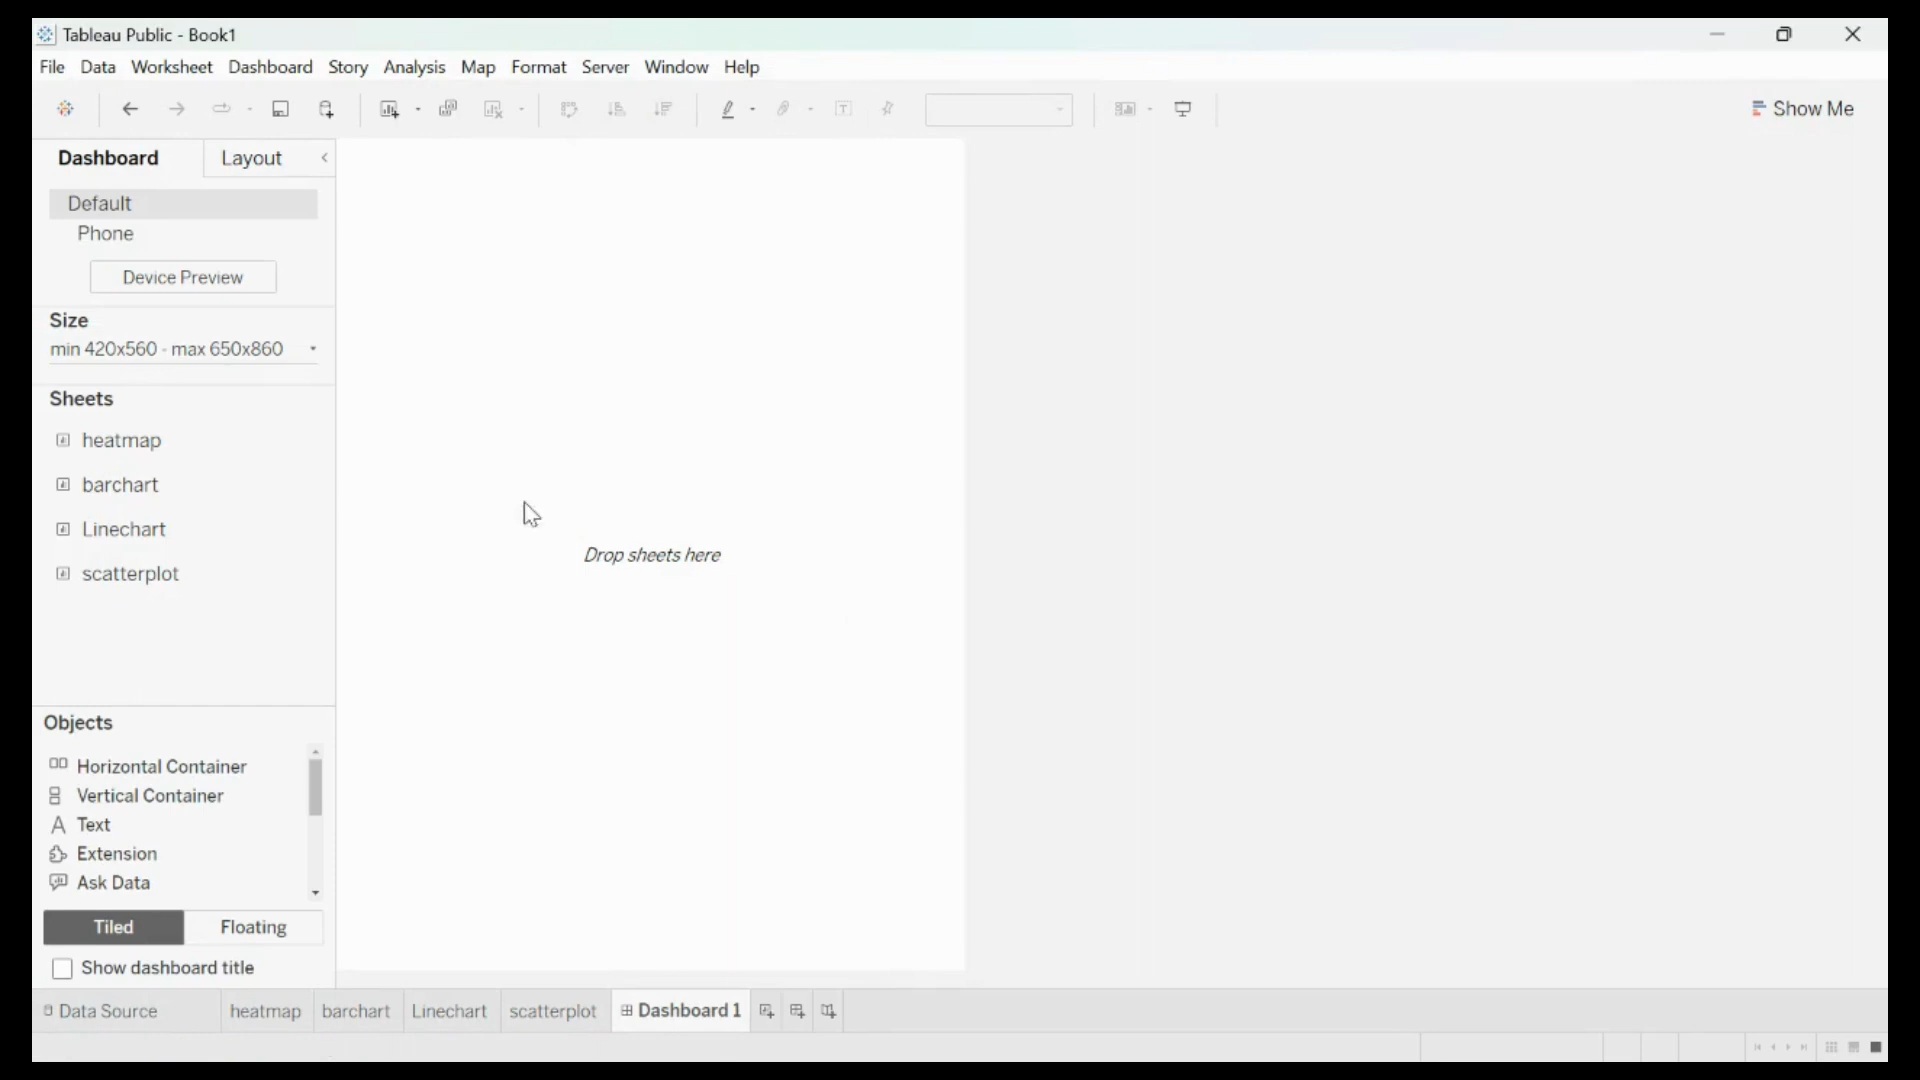 Tableau Public - Book1
File Data Worksheet Dashboard Story Analysis Map Format Server Window Help
Show Me
Dashboard Layout
Default
Phone
Device Preview
Size
min 420x560 - max 650x860
Sheets
heatmap
barchart
Linechart
scatterplot
Drop sheets here
Objects
Horizontal Container
Vertical Container
Text
Extension
Ask Data
Tiled Floating
Show dashboard title
Data Source heatmap barchart Linechart scatterplot Dashboard 1